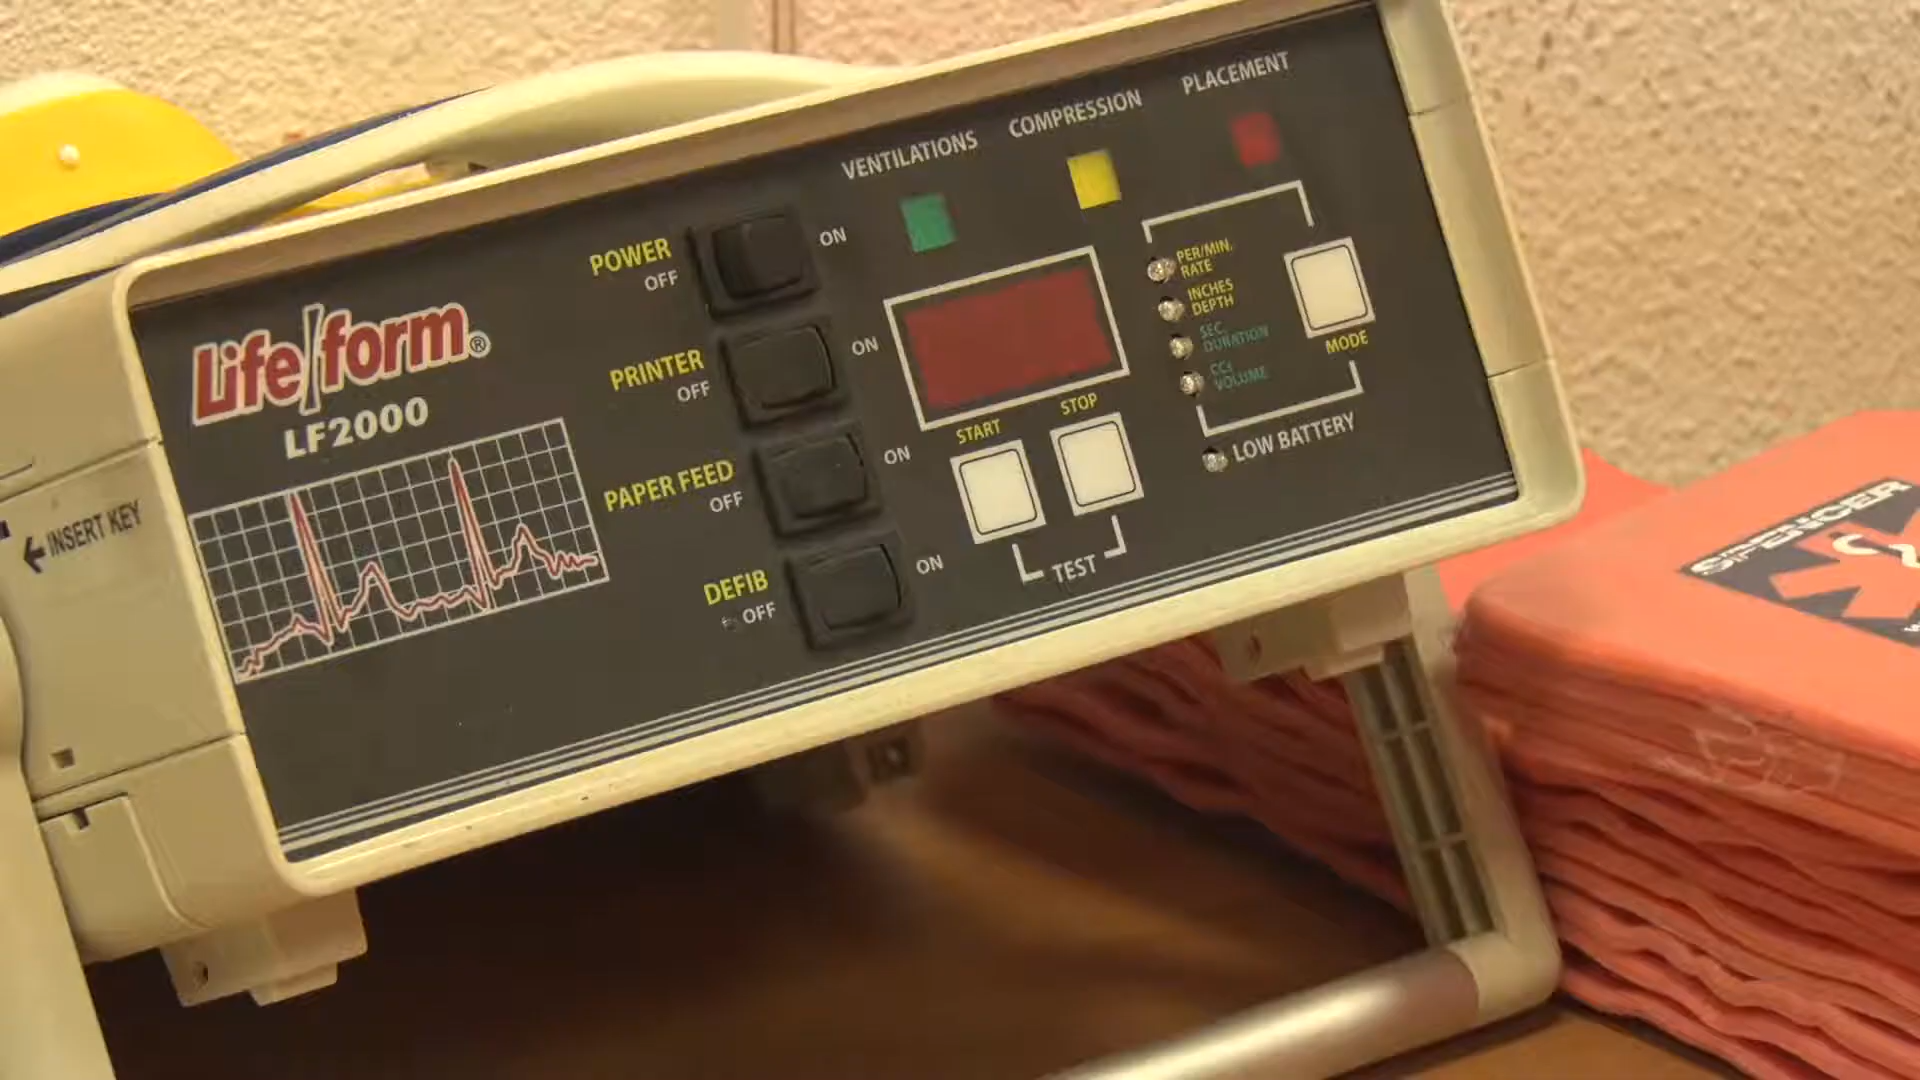 PLACEMENT
COMPRESSION
VENTILATIONS
POWER
OFF
ON
PRINTER
OFF
ON
PAPER FEED
OFF
ON
DEFIB
OFF
ON
Life/form®
LF2000
INSERT KEY
START
STOP
TEST
PER/MIN.
RATE
INCHES
DEPTH
SEC.
DURATION
CCs
VOLUME
MODE
LOW BATTERY
SPENCER